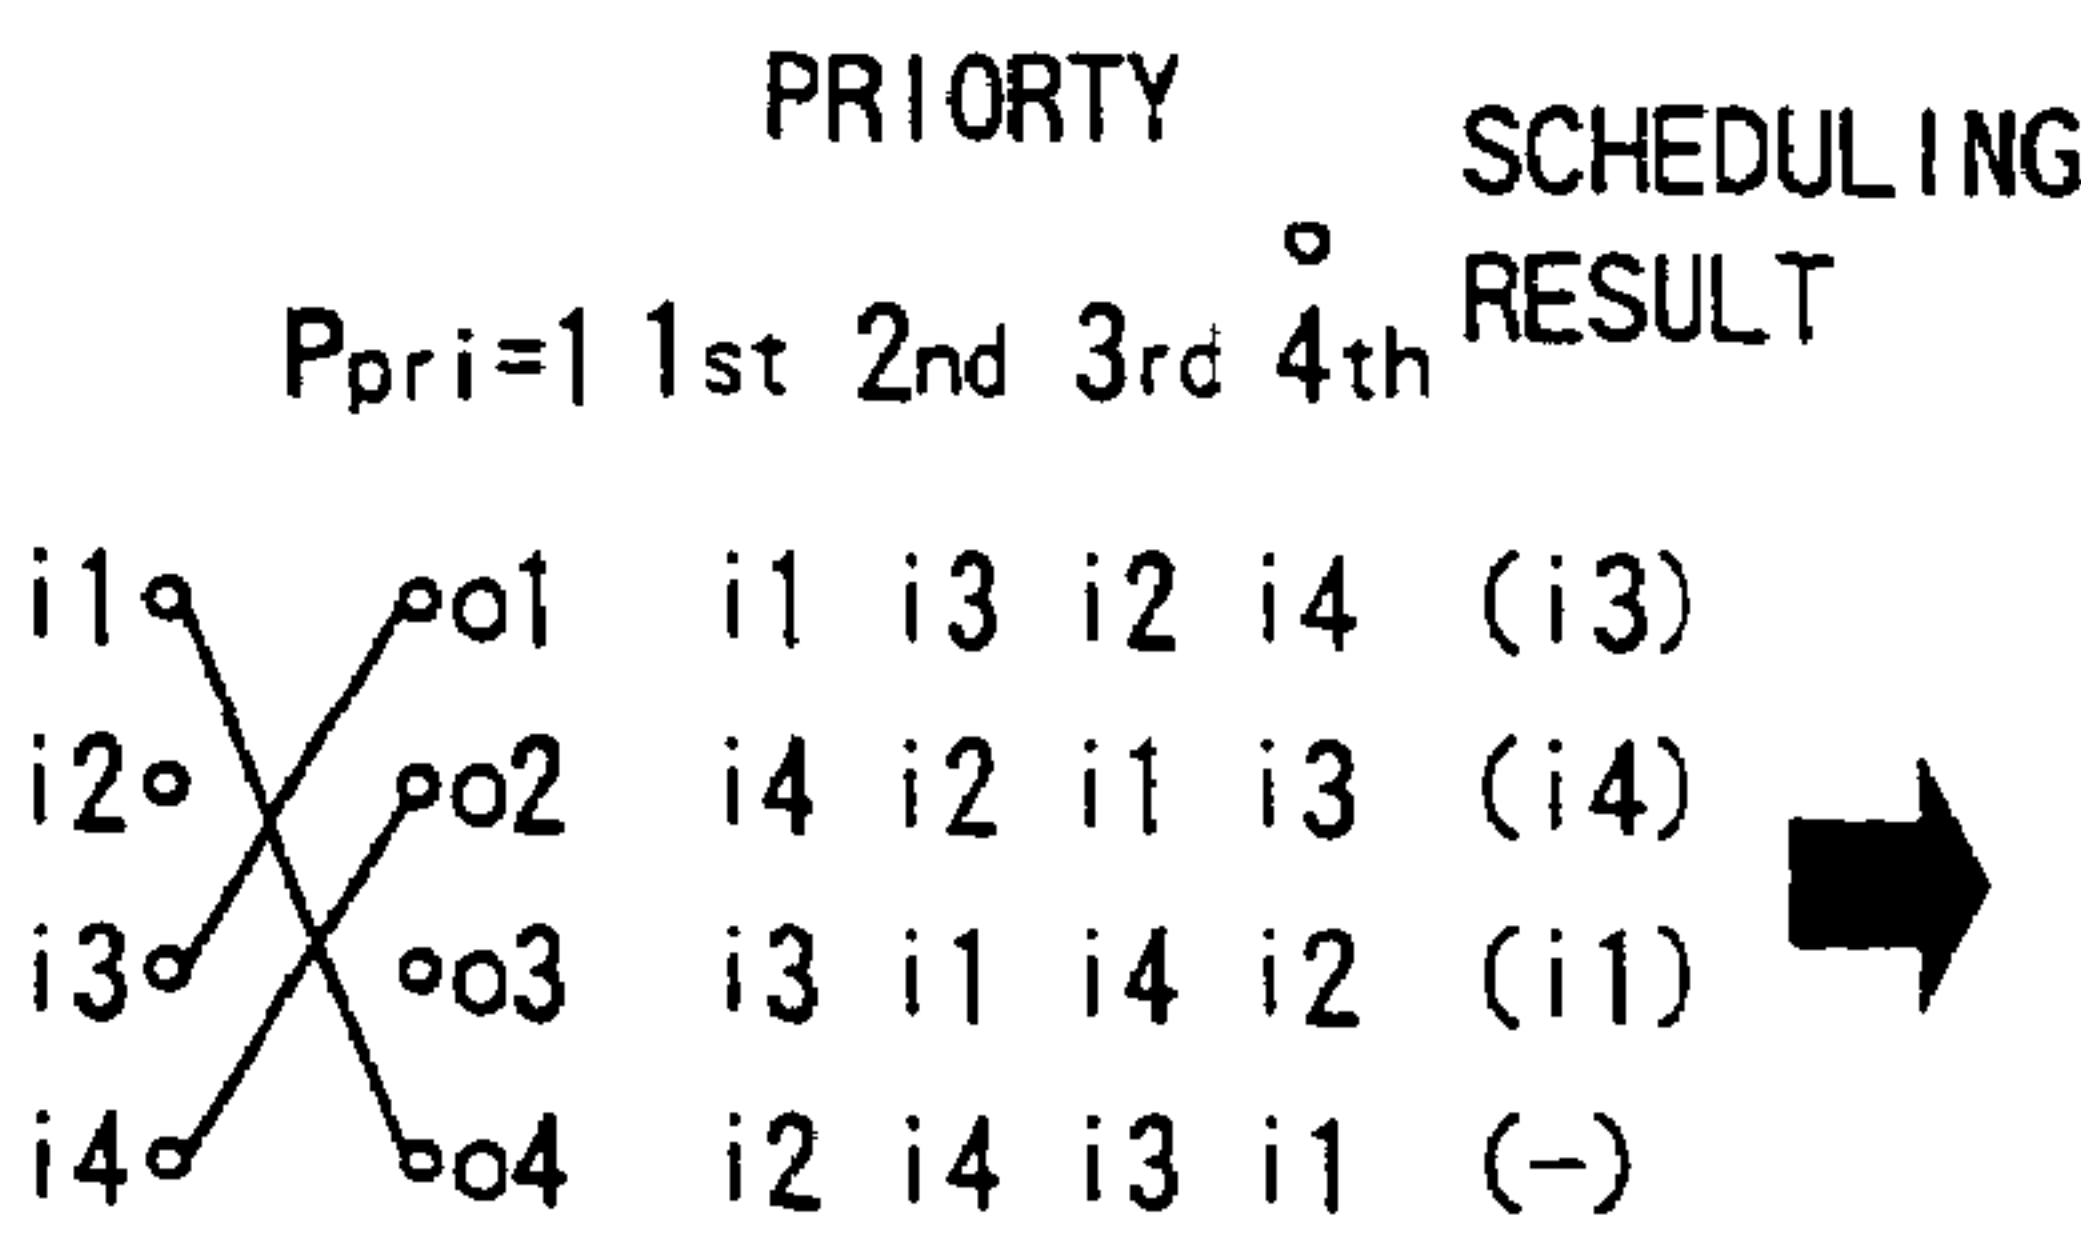 PRIORTY
SCHEDULING
RESULT
Ppri=1 1st 2nd 3rd 4th
i1 o1 i1 i3 i2 i4 (i3)
i2 o2 i4 i2 i1 i3 (i4)
i3 o3 i3 i1 i4 i2 (i1)
i4 o4 i2 i4 i3 i1 (-)